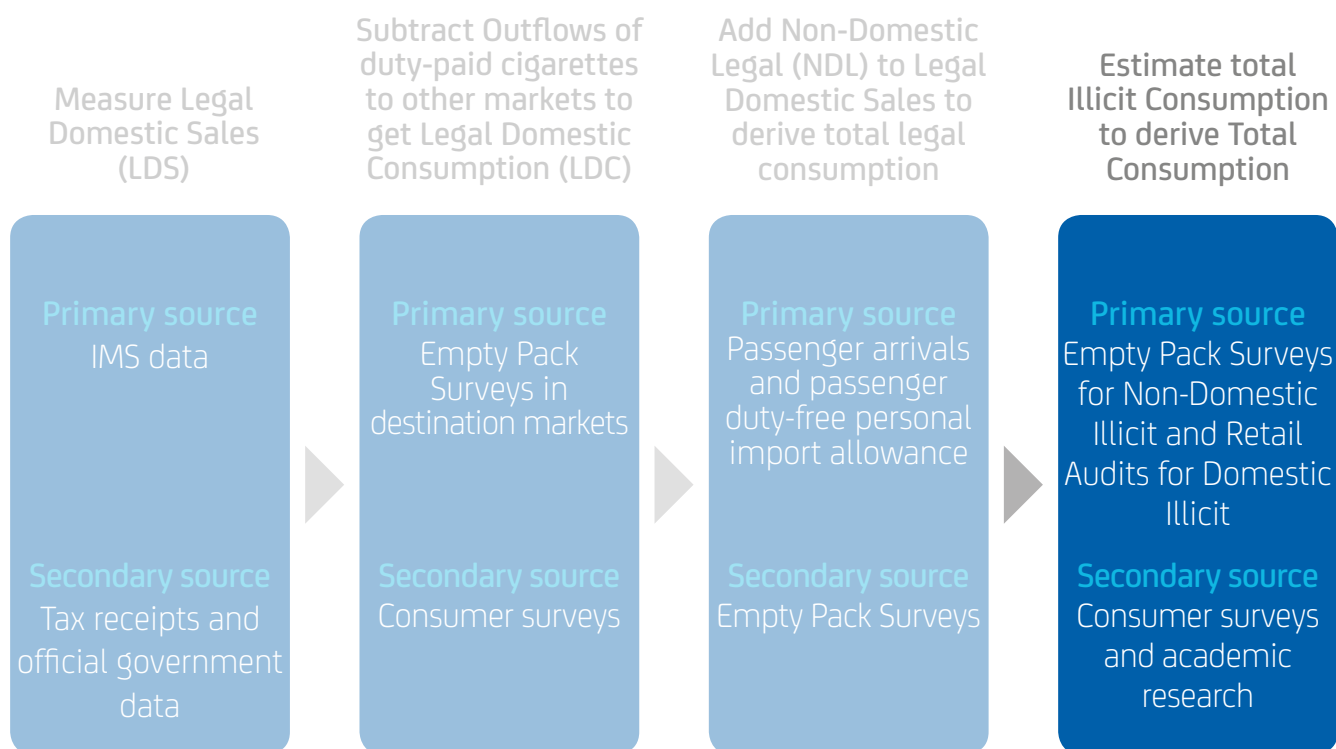 Measure Legal
Domestic Sales
(LDS)
Subtract Outflows of
duty-paid cigarettes
to other markets to
get Legal Domestic
Consumption (LDC)
Add Non-Domestic
Legal (NDL) to Legal
Domestic Sales to
derive total legal
consumption
Estimate total
Illicit Consumption
to derive Total
Consumption
Primary source
IMS data
Secondary source
Tax receipts and
official government
data
Primary source
Empty Pack
Surveys in
destination markets
Secondary source
Consumer surveys
Primary source
Passenger arrivals
and passenger
duty-free personal
import allowance
Secondary source
Empty Pack Surveys
Primary source
Empty Pack Surveys
for Non-Domestic
Illicit and Retail
Audits for Domestic
Illicit
Secondary source
Consumer surveys
and academic
research